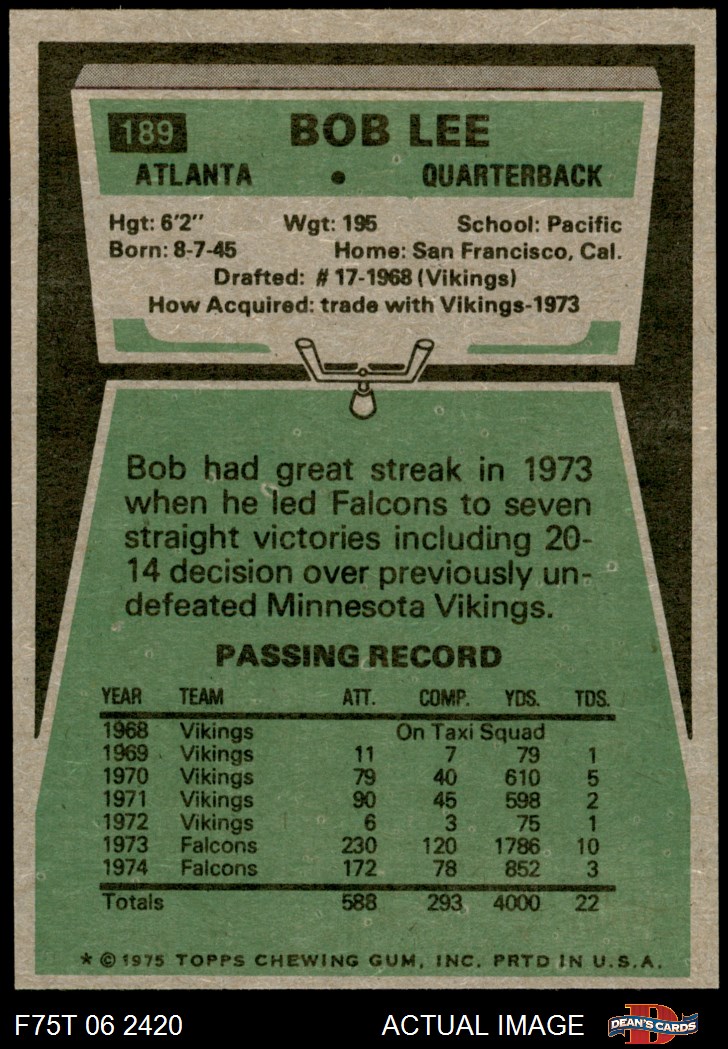 189 BOB LEE
ATLANTA • QUARTERBACK
Hgt: 6'2" Wgt: 195 School: Pacific
Born: 8-7-45 Home: San Francisco, Cal.
Drafted: #17-1968 (Vikings)
How Acquired: trade with Vikings-1973
Bob had great streak in 1973
when he led Falcons to seven
straight victories including 20-
14 decision over previously un-
defeated Minnesota Vikings.
PASSING RECORD
YEAR TEAM ATT. COMP. YDS. TDS.
1968 Vikings On Taxi Squad
1969 Vikings 11 7 79 1
1970 Vikings 79 40 610 5
1971 Vikings 90 45 598 2
1972 Vikings 6 3 75 1
1973 Falcons 230 120 1786 10
1974 Falcons 172 78 852 3
Totals 588 293 4000 22
* © 1975 TOPPS CHEWING GUM, INC. PRTD IN U.S.A.
F75T 06 2420 ACTUAL IMAGE D DEAN'S CARDS